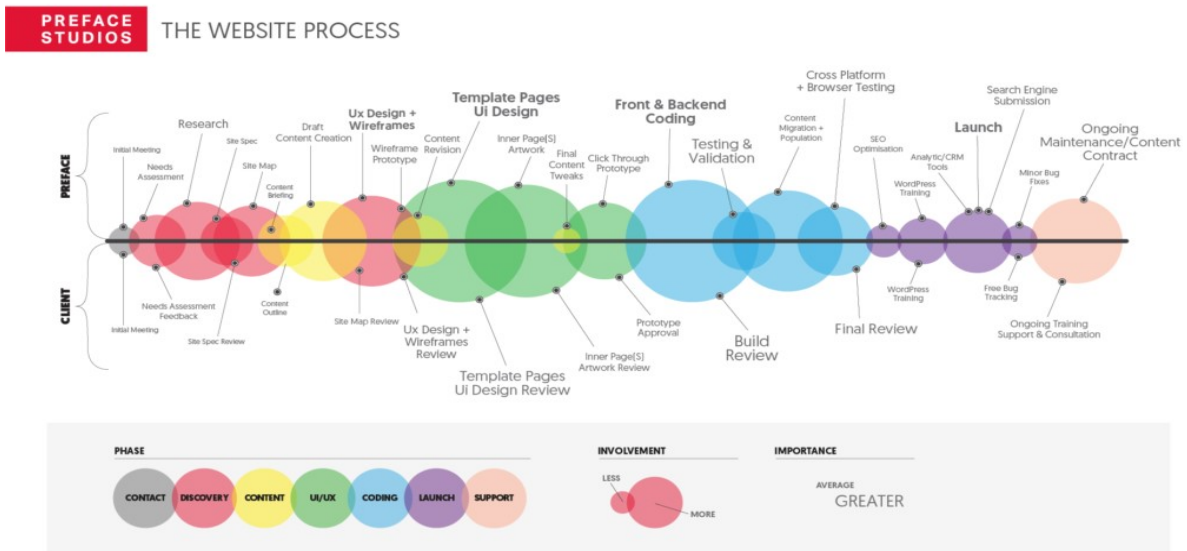 PREFACE
STUDIOS
THE WEBSITE PROCESS
PREFACE
CLIENT
Initial Meeting
Needs
Assessment
Research
Site Spec
Site Map
Content
Briefing
Draft
Content Creation
Ux Design +
Wireframes
Wireframe
Prototype
Content
Revision
Template Pages
Ui Design
Inner Page(S)
Artwork
Final
Content
Tweaks
Click Through
Prototype
Front & Backend
Coding
Testing &
Validation
Content
Migration +
Population
Cross Platform
+ Browser Testing
SEO
Optimisation
WordPress
Training
Analytic/CRM
Tools
Launch
Search Engine
Submission
Minor Bug
Fixes
Ongoing
Maintenance/Content
Contract
Initial Meeting
Needs Assessment
Feedback
Site Spec Review
Content
Outline
Site Map Review
Ux Design +
Wireframes
Review
Template Pages
Ui Design Review
Inner Page(S)
Artwork Review
Prototype
Approval
Build
Review
Final Review
WordPress
Training
Free Bug
Tracking
Ongoing Training
Support & Consultation
PHASE
CONTACT
DISCOVERY
CONTENT
UI/UX
CODING
LAUNCH
SUPPORT
INVOLVEMENT
LESS
MORE
IMPORTANCE
AVERAGE
GREATER